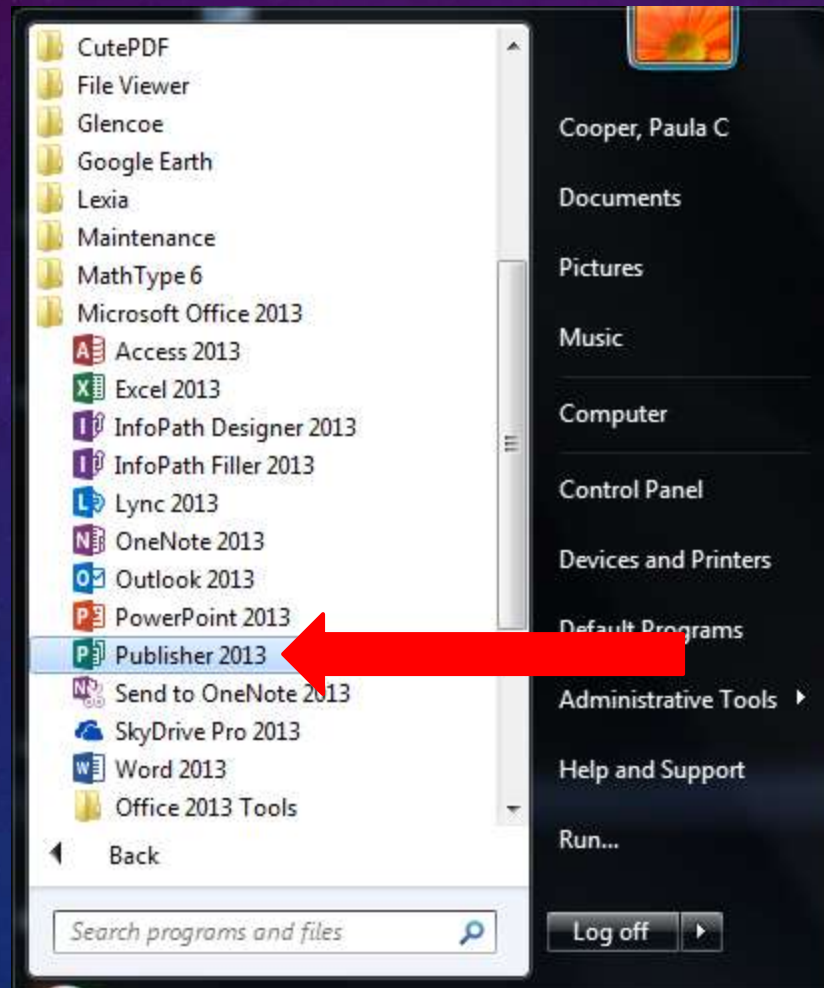 CutePDF
File Viewer
Glencoe
Google Earth
Lexia
Maintenance
MathType 6
Microsoft Office 2013
Access 2013
Excel 2013
InfoPath Designer 2013
InfoPath Filler 2013
Lync 2013
OneNote 2013
Outlook 2013
PowerPoint 2013
Publisher 2013
Send to OneNote 2013
SkyDrive Pro 2013
Word 2013
Office 2013 Tools
Back
Search programs and files
Cooper, Paula C
Documents
Pictures
Music
Computer
Control Panel
Devices and Printers
Default Programs
Administrative Tools
Help and Support
Run...
Log off